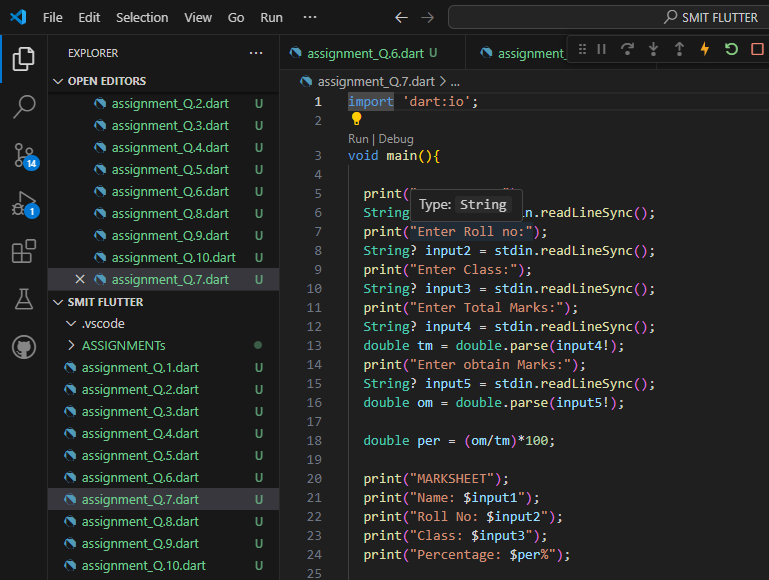 File Edit Selection View Go Run ··· ← → SMIT FLUTTER
EXPLORER ···
OPEN EDITORS
assignment_Q.2.dart U
assignment_Q.3.dart U
assignment_Q.4.dart U
assignment_Q.5.dart U
assignment_Q.6.dart U
assignment_Q.8.dart U
assignment_Q.9.dart U
assignment_Q.10.dart U
assignment_Q.7.dart U
SMIT FLUTTER
.vscode
ASSIGNMENTs
assignment_Q.1.dart U
assignment_Q.2.dart U
assignment_Q.3.dart U
assignment_Q.4.dart U
assignment_Q.5.dart U
assignment_Q.6.dart U
assignment_Q.7.dart U
assignment_Q.8.dart U
assignment_Q.9.dart U
assignment_Q.10.dart U
14
1
assignment_Q.6.dart U assignment_
assignment_Q.7.dart > ...
1 import 'dart:io';
2
Run | Debug
3 void main(){
4
5 print("
Type: String
6 String in.readLineSync();
7 print("Enter Roll no:");
8 String? input2 = stdin.readLineSync();
9 print("Enter Class:");
10 String? input3 = stdin.readLineSync();
11 print("Enter Total Marks:");
12 String? input4 = stdin.readLineSync();
13 double tm = double.parse(input4!);
14 print("Enter obtain Marks:");
15 String? input5 = stdin.readLineSync();
16 double om = double.parse(input5!);
17
18 double per = (om/tm)*100;
19
20 print("MARKSHEET");
21 print("Name: $input1");
22 print("Roll No: $input2");
23 print("Class: $input3");
24 print("Percentage: $per%");
25